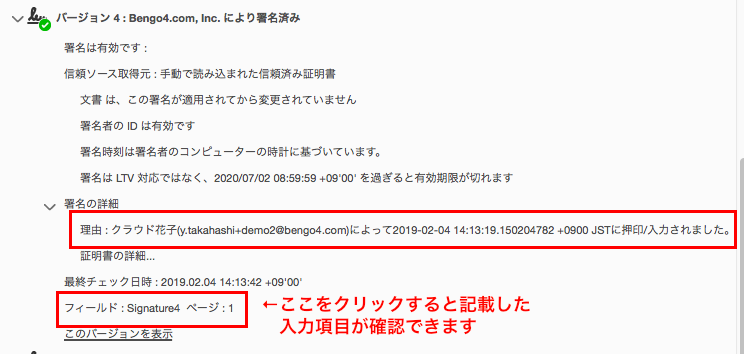 バージョン 4 : Bengo4.com, Inc. により署名済み
署名は有効です :
信頼ソース取得元 : 手動で読み込まれた信頼済み証明書
文書 は、この署名が適用されてから変更されていません
署名者の ID は有効です
署名時刻は署名者のコンピューターの時計に基づいています。
署名は LTV 対応ではなく、2020/07/02 08:59:59 +09'00' を過ぎると有効期限が切れます
署名の詳細
理由 : クラウド花子(y.takahashi+demo2@bengo4.com)によって2019-02-04 14:13:19.150204782 +0900 JSTに押印/入力されました。
証明書の詳細...
最終チェック日時 : 2019.02.04 14:13:42 +09'00'
フィールド : Signature4 ページ : 1
←ここをクリックすると記載した
入力項目が確認できます
このバージョンを表示